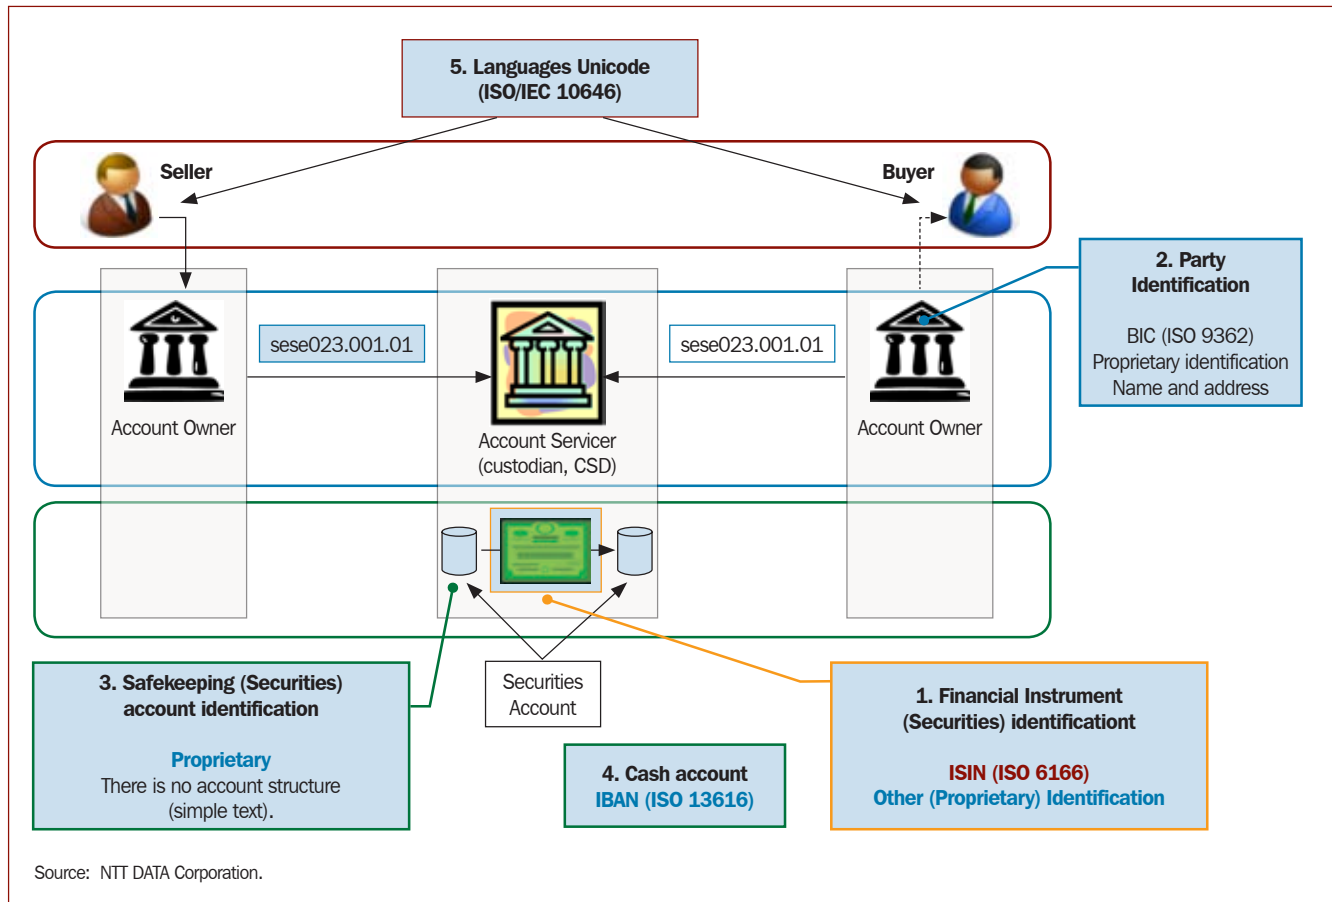 5. Languages Unicode
(ISO/IEC 10646)
Seller
Buyer
2. Party
Identification
BIC (ISO 9362)
Proprietary identification
Name and address
sese023.001.01
sese023.001.01
Account Owner
Account Servicer
(custodian, CSD)
Account Owner
3. Safekeeping (Securities)
account identification
Proprietary
There is no account structure
(simple text).
Securities
Account
4. Cash account
IBAN (ISO 13616)
1. Financial Instrument
(Securities) identificationt
ISIN (ISO 6166)
Other (Proprietary) Identification
Source: NTT DATA Corporation.